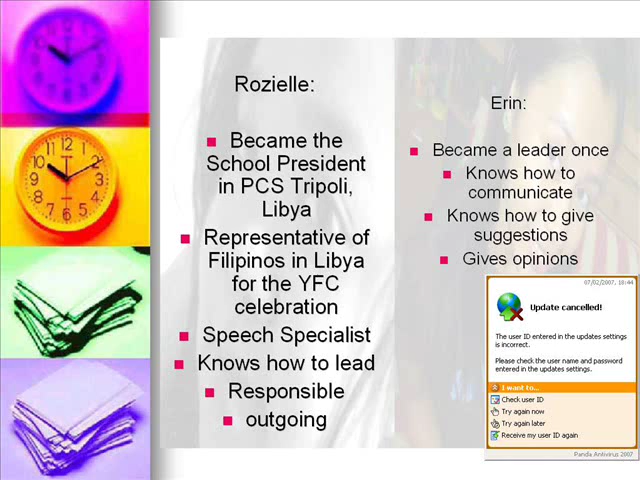 Rozielle:
Became the
School President
in PCS Tripoli,
Libya
Representative of
Filipinos in Libya
for the YFC
celebration
Speech Specialist
Knows how to lead
Responsible
outgoing
Erin:
Became a leader once
Knows how to
communicate
Knows how to give
suggestions
Gives opinions
07/02/2007, 18:44
Update cancelled!
The user ID entered in the updates settings
is incorrect.
Please check the user name and password
entered in the updates settings.
I want to...
Check user ID
Try again now
Try again later
Receive my user ID again
Panda Antivirus 2007